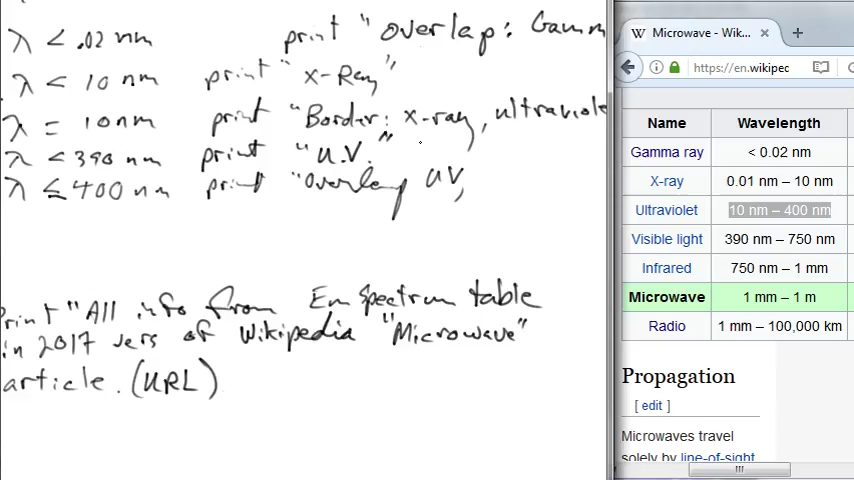 λ < .02 nm print "overlap: Gamm
λ < 10 nm print "X-Ray"
λ = 10nm print "Border: x-ray, ultraviole
λ < 390 nm print "U.V."
λ ≤ 400 nm print "Overlap UV,
Print "All info from Em Spectrum table
in 2017 vers of Wikipedia "Microwave"
article. (URL)
W Microwave - Wik... × +
https://en.wikipec
Name Wavelength
Gamma ray < 0.02 nm
X-ray 0.01 nm – 10 nm
Ultraviolet 10 nm – 400 nm
Visible light 390 nm – 750 nm
Infrared 750 nm – 1 mm
Microwave 1 mm – 1 m
Radio 1 mm – 100,000 km
Propagation
[ edit ]
Microwaves travel
solely by line-of-sight